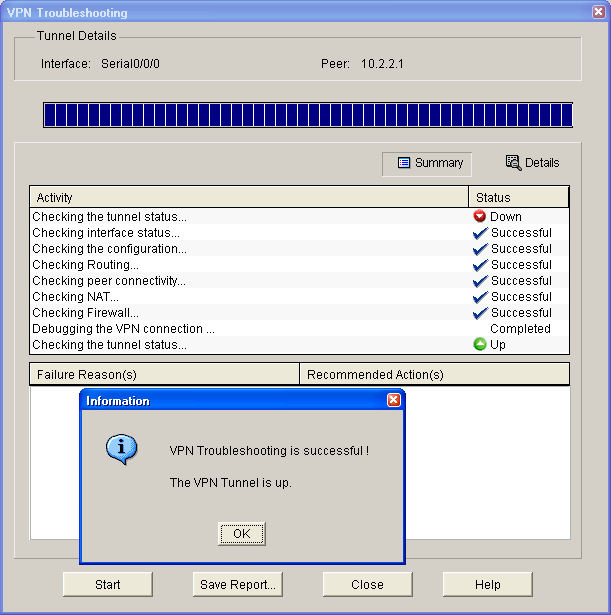 VPN Troubleshooting
Tunnel Details
Interface: Serial0/0/0 Peer: 10.2.2.1
Summary Details
Activity Status
Checking the tunnel status... Down
Checking interface status... Successful
Checking the configuration... Successful
Checking Routing... Successful
Checking peer connectivity... Successful
Checking NAT... Successful
Checking Firewall... Successful
Debugging the VPN connection ... Completed
Checking the tunnel status... Up
Failure Reason(s) Recommended Action(s)
Information
VPN Troubleshooting is successful !
The VPN Tunnel is up.
OK
Start Save Report... Close Help